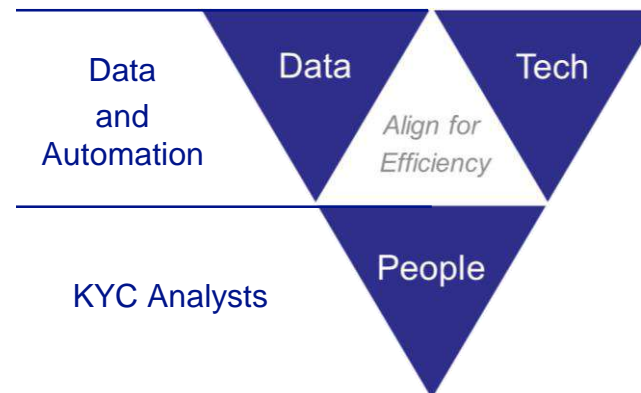 Data
and
Automation
Data
Tech
Align for
Efficiency
KYC Analysts
People